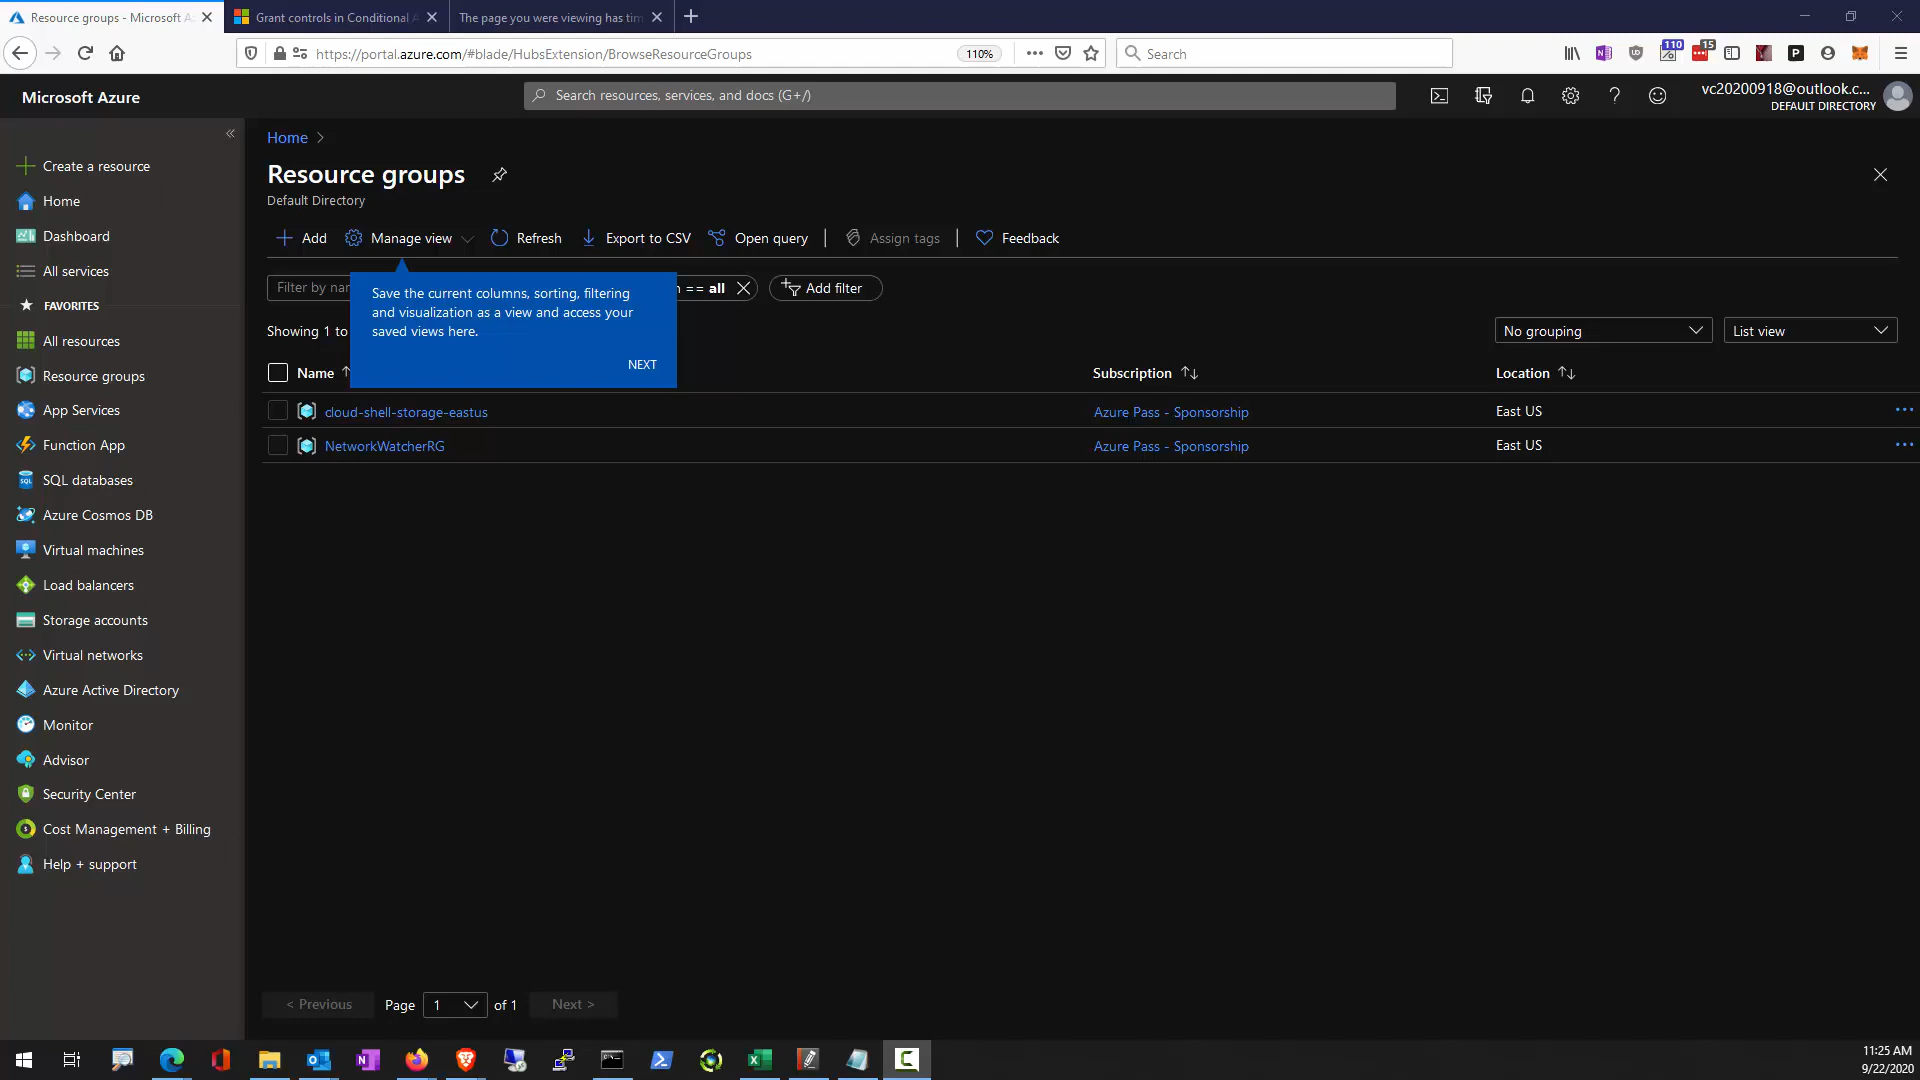 Resource groups - Microsoft A
Grant controls in Conditional A
The page you were viewing has tim
https://portal.azure.com/#blade/HubsExtension/BrowseResourceGroups
110%
Search
110
15
Microsoft Azure
Search resources, services, and docs (G+/)
vc20200918@outlook.c...
DEFAULT DIRECTORY
Create a resource
Home
Dashboard
All services
FAVORITES
All resources
Resource groups
App Services
Function App
SQL databases
Azure Cosmos DB
Virtual machines
Load balancers
Storage accounts
Virtual networks
Azure Active Directory
Monitor
Advisor
Security Center
Cost Management + Billing
Help + support
Home >
Resource groups
Default Directory
Add
Manage view
Refresh
Export to CSV
Open query
Assign tags
Feedback
Filter by nar
== all
Add filter
Save the current columns, sorting, filtering
and visualization as a view and access your
saved views here.
NEXT
Showing 1 to
No grouping
List view
Name
Subscription
Location
cloud-shell-storage-eastus
Azure Pass - Sponsorship
East US
NetworkWatcherRG
Azure Pass - Sponsorship
East US
< Previous
Page
1
of 1
Next >
11:25 AM
9/22/2020